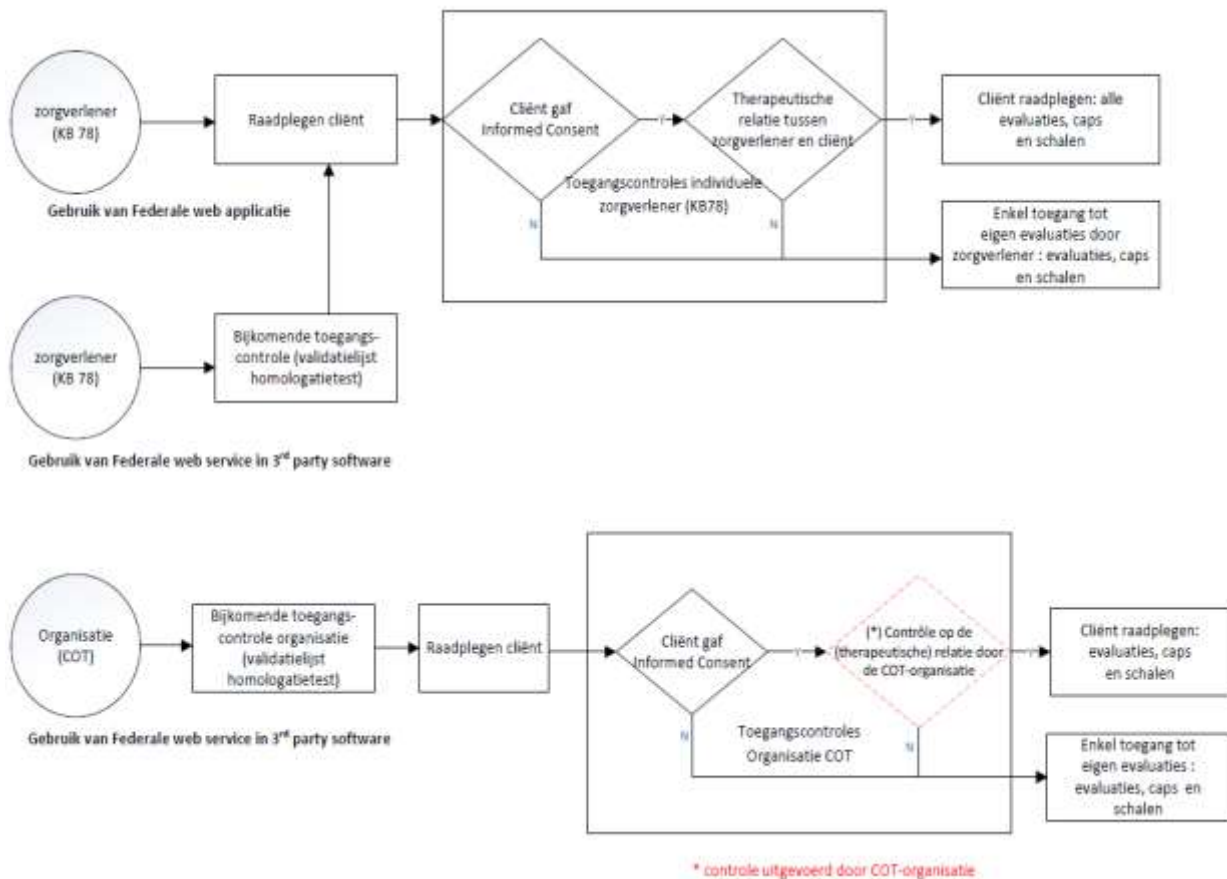 zorgverlener
(KB 78)
Raadplegen cliënt
Cliënt gaf
Informed Consent
Y
Therapeutische
relatie tussen
zorgverlener en cliënt
Y
Cliënt raadplegen: alle
evaluaties, caps
en schalen
Toegangscontroles individuele
zorgverlener (KB78)
N
N
Enkel toegang tot
eigen evaluaties door
zorgverlener : evaluaties, caps
en schalen
Gebruik van Federale web applicatie
zorgverlener
(KB 78)
Bijkomende toegangs-
controle (validatielijst
homologatietest)
Gebruik van Federale web service in 3rd party software
Organisatie
(COT)
Bijkomende toegangs-
controle organisatie
(validatielijst
homologatietest)
Raadplegen cliënt
Cliënt gaf
Informed Consent
Y
(*) Contrôle op de
(therapeutische) relatie door
de COT-organisatie
Y
Cliënt raadplegen:
evaluaties, caps
en schalen
N
Toegangscontroles
Organisatie COT
N
Enkel toegang tot
eigen evaluaties :
evaluaties, caps en
schalen
Gebruik van Federale web service in 3rd party software
* controle uitgevoerd door COT-organisatie